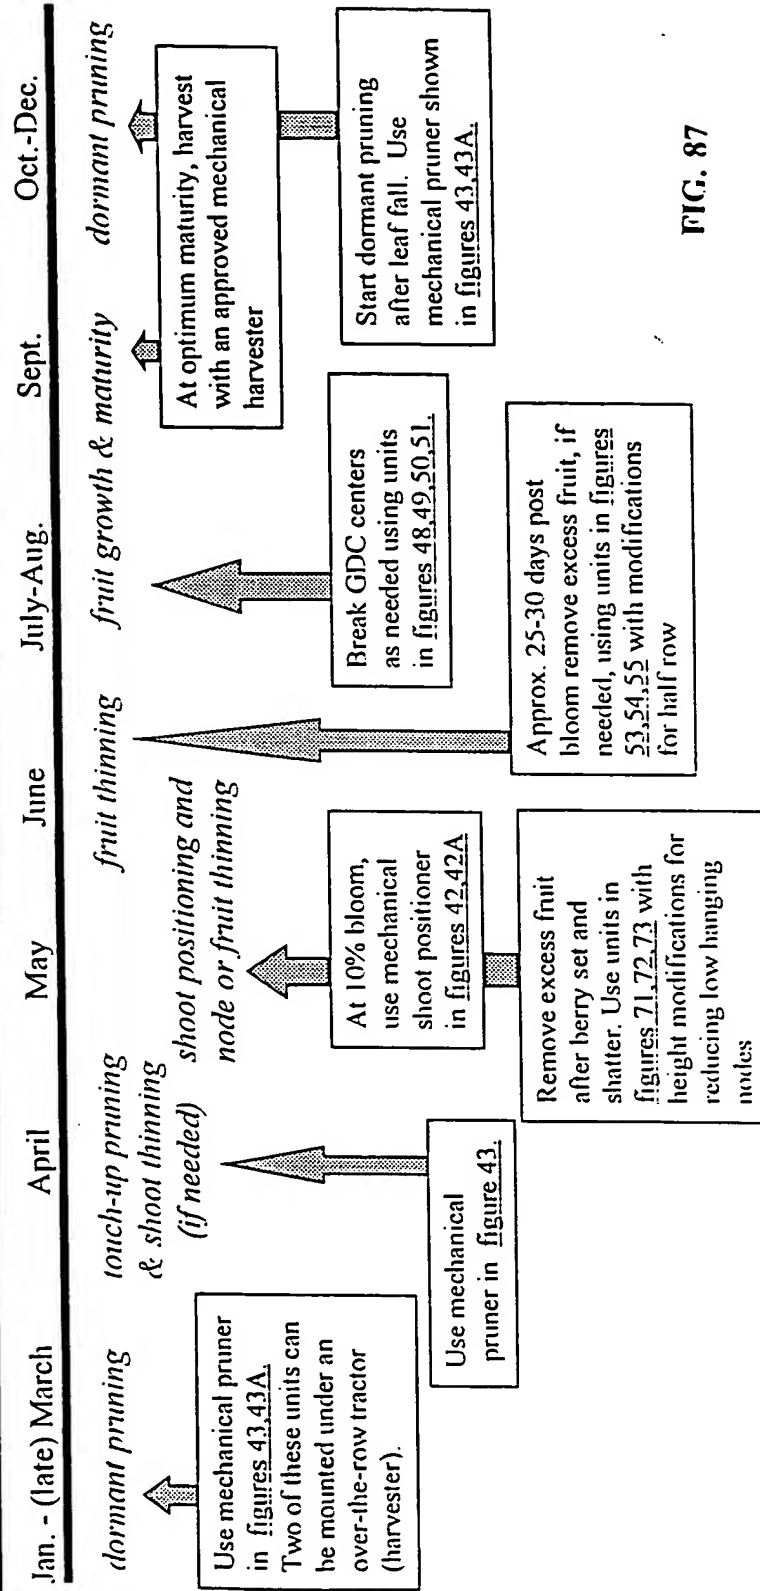 Jan. - (late) March
April
May
June
July-Aug.
Sept.
Oct.-Dec.
dormant pruning
touch-up pruning
& shoot thinning
(if needed)
shoot positioning and
node or fruit thinning
fruit thinning
fruit growth & maturity
dormant pruning
Use mechanical pruner
in figures 43,43A.
Two of these units can
be mounted under an
over-the-row tractor
(harvester).
Use mechanical
pruner in figure 43.
At 10% bloom,
use mechanical
shoot positioner
in figures 42,42A
Remove excess fruit
after berry set and
shatter. Use units in
figures 71,72,73 with
height modifications for
reducing low hanging
nodes
Approx. 25-30 days post
bloom remove excess fruit, if
needed, using units in figures
53,54,55 with modifications
for half row
Break GDC centers
as needed using units
in figures 48,49,50,51.
At optimum maturity, harvest
with an approved mechanical
harvester
Start dormant pruning
after leaf fall. Use
mechanical pruner shown
in figures 43,43A.
FIG. 87